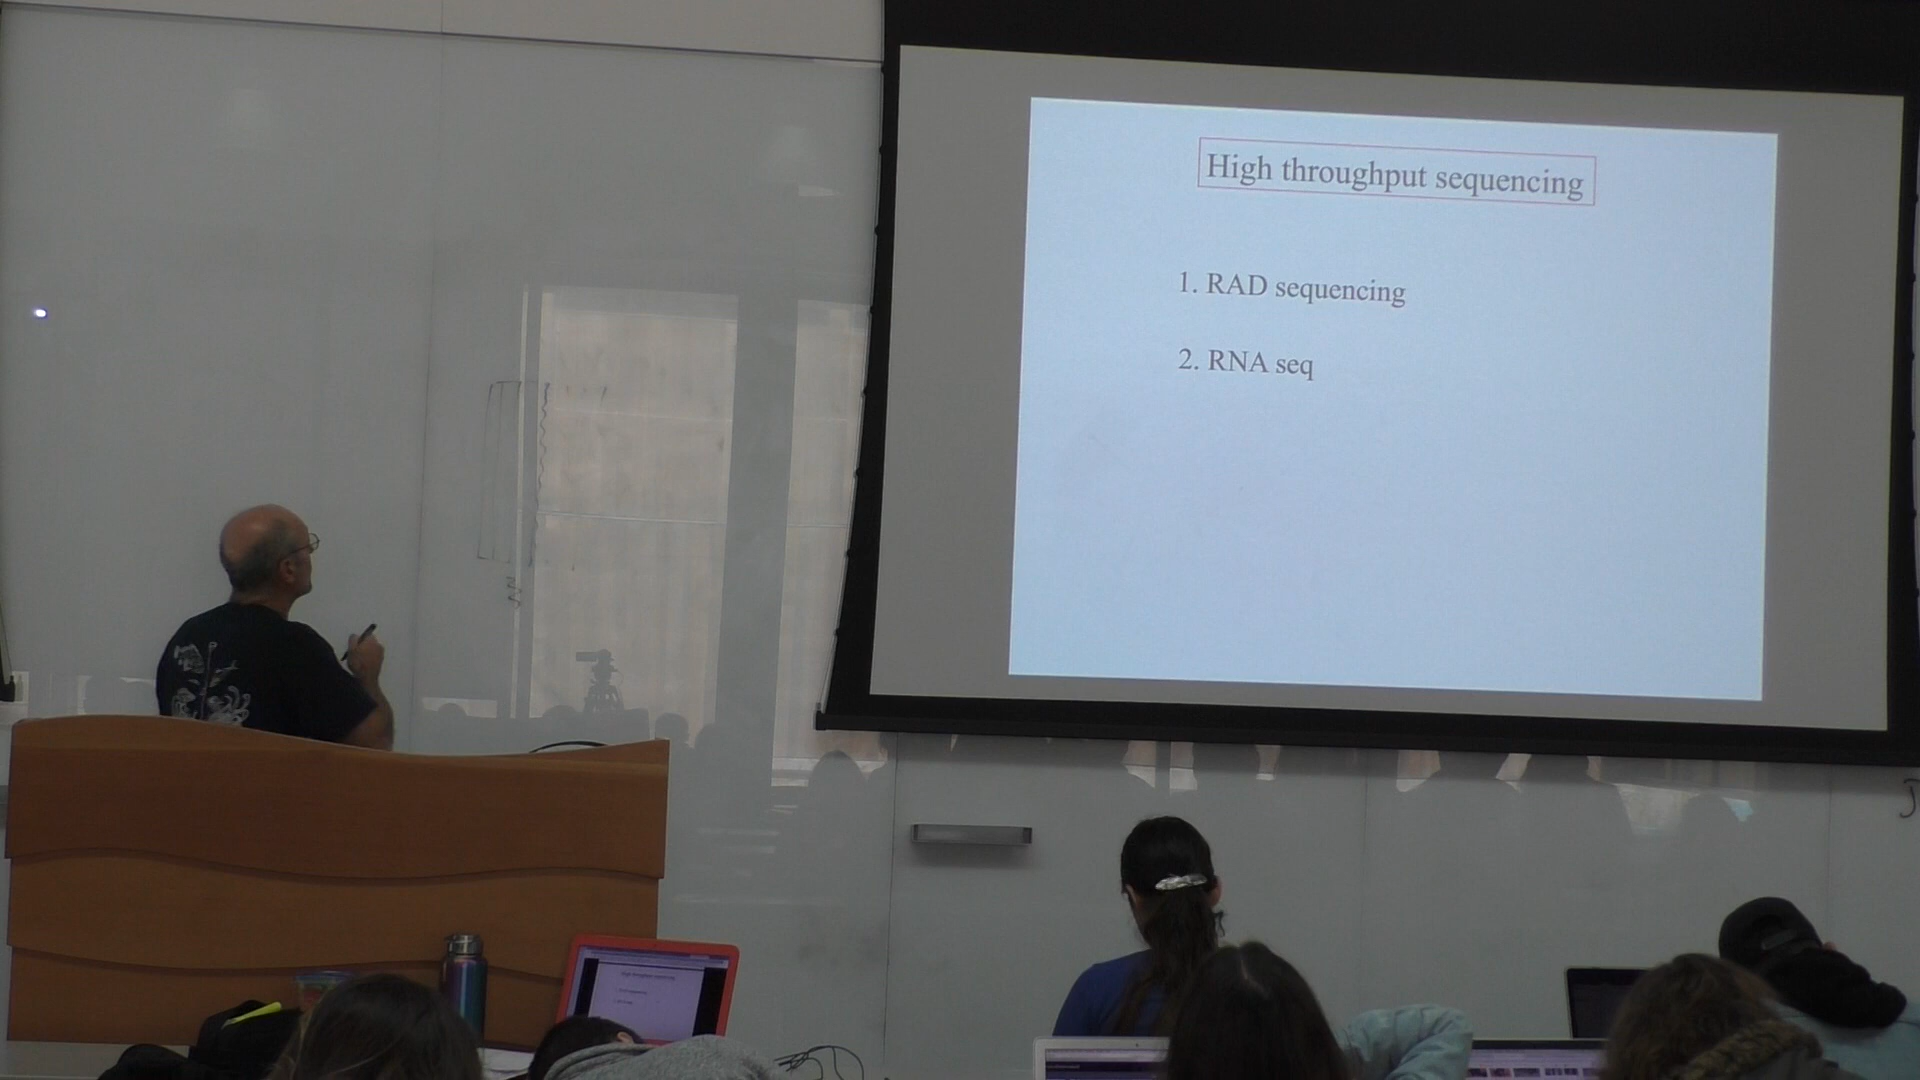 High throughput sequencing
1. RAD sequencing
2. RNA seq